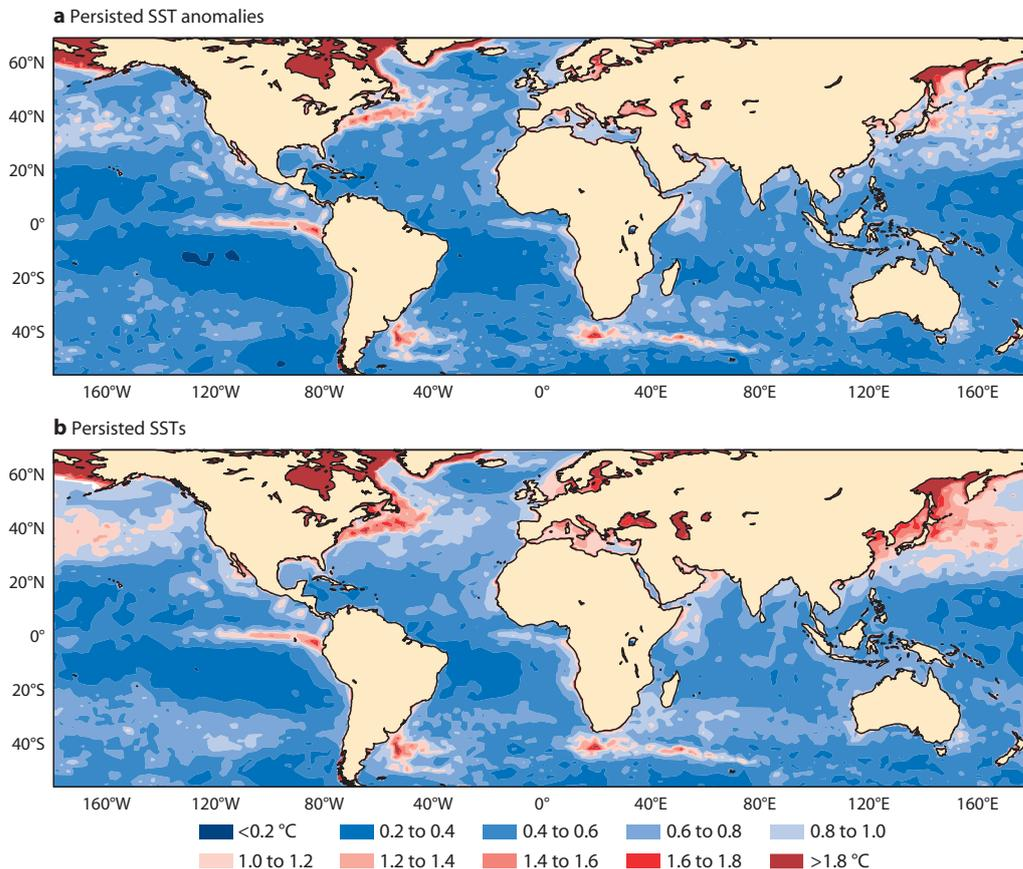 a Persisted SST anomalies
60°N
40°N
20°N
0°
20°S
40°S
160°W 120°W 80°W 40°W 0° 40°E 80°E 120°E 160°E
b Persisted SSTs
60°N
40°N
20°N
0°
20°S
40°S
160°W 120°W 80°W 40°W 0° 40°E 80°E 120°E 160°E
<0.2 °C 0.2 to 0.4 0.4 to 0.6 0.6 to 0.8 0.8 to 1.0
1.0 to 1.2 1.2 to 1.4 1.4 to 1.6 1.6 to 1.8 >1.8 °C